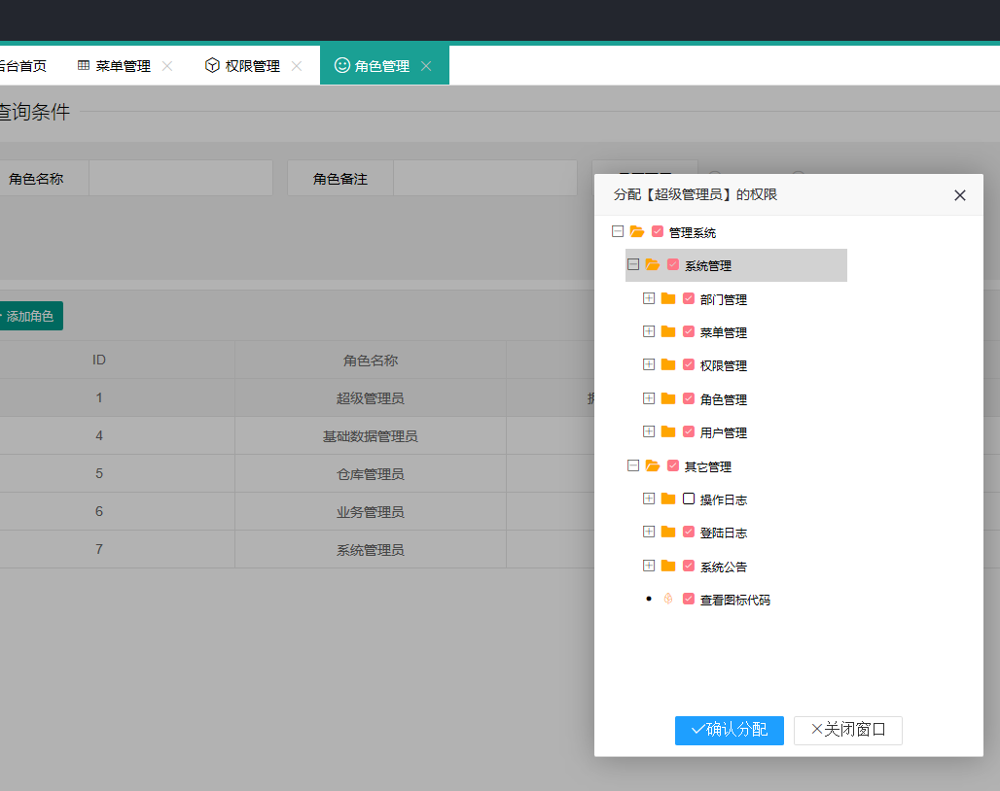 后台首页 菜单管理 权限管理 角色管理
查询条件
角色名称 角色备注
分配【超级管理员】的权限
管理系统
系统管理
部门管理
菜单管理
权限管理
角色管理
用户管理
其它管理
操作日志
登陆日志
系统公告
查看图标代码
确认分配 关闭窗口
添加角色
ID 角色名称
1 超级管理员
4 基础数据管理员
5 仓库管理员
6 业务管理员
7 系统管理员